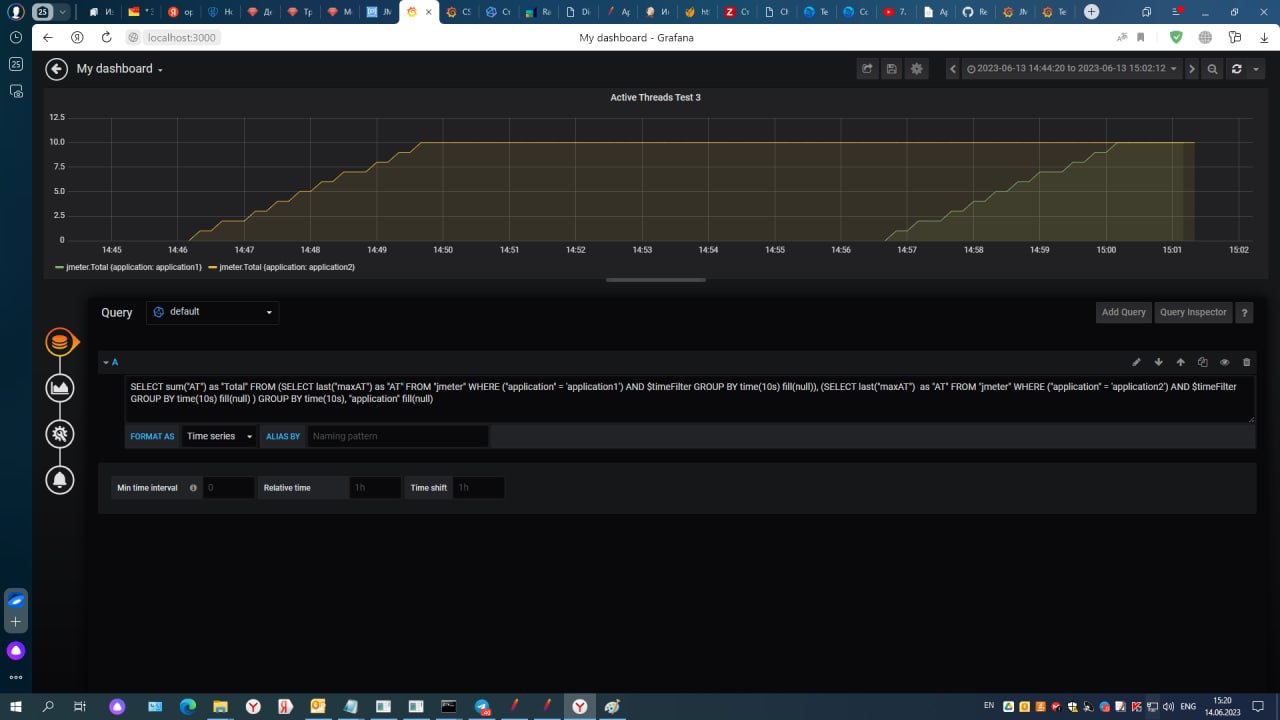 25
И
* :
ор
Но
Де
Тр
М
JM
CS
Ст
Ra
Di
Ap
Ин
ht
Сч
Ch
Te
Co
7.
Ap
Re
JM
Te
localhost:3000
My dashboard - Grafana
25
My dashboard
2023-06-13 14:44:20 to 2023-06-13 15:02:12
Active Threads Test 3
12.5
10.0
7.5
5.0
2.5
0
14:45 14:46 14:47 14:48 14:49 14:50 14:51 14:52 14:53 14:54 14:55 14:56 14:57 14:58 14:59 15:00 15:01 15:02
jmeter.Total {application: application1} jmeter.Total {application: application2}
Query default Add Query Query Inspector ?
A
SELECT sum("AT") as "Total" FROM (SELECT last("maxAT") as "AT" FROM "jmeter" WHERE ("application" = 'application1') AND $timeFilter GROUP BY time(10s) fill(null)), (SELECT last("maxAT") as "AT" FROM "jmeter" WHERE ("application" = 'application2') AND $timeFilter
GROUP BY time(10s) fill(null) ) GROUP BY time(10s), "application" fill(null)
FORMAT AS Time series ALIAS BY Naming pattern
Min time interval 0 Relative time 1h Time shift 1h
EN 15:20 ENG
14.06.2023